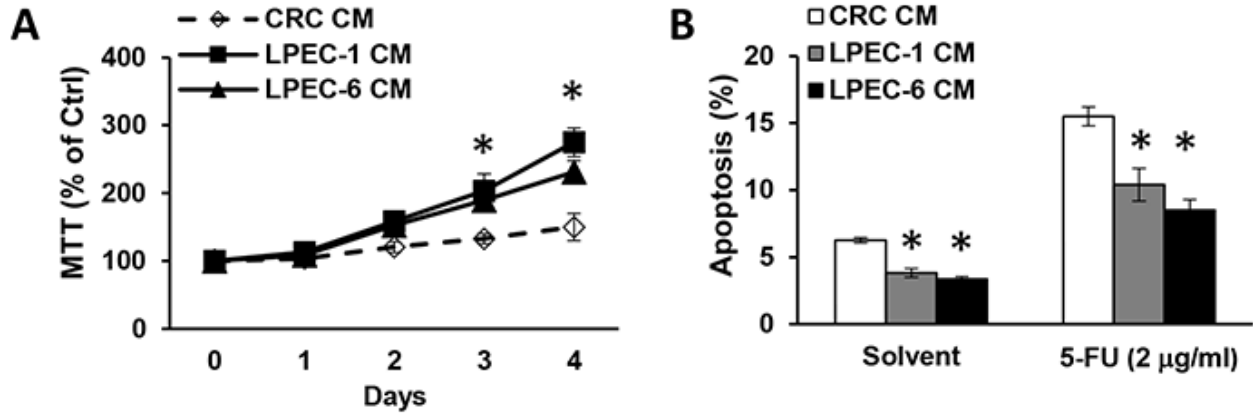 A
CRC CM
LPEC-1 CM
LPEC-6 CM
MTT (% of Ctrl)
400
300
200
100
0
*
*
0 1 2 3 4
Days
B
CRC CM
LPEC-1 CM
LPEC-6 CM
Apoptosis (%)
20
15
10
5
0
* *
* *
Solvent 5-FU (2 μg/ml)